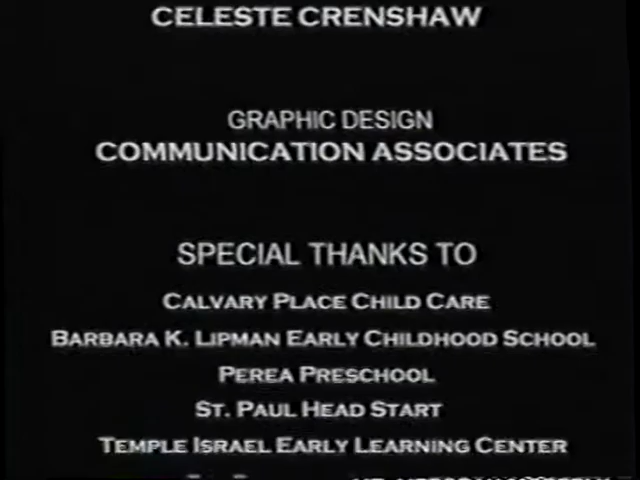 CELESTE CRENSHAW
GRAPHIC DESIGN
COMMUNICATION ASSOCIATES
SPECIAL THANKS TO
CALVARY PLACE CHILD CARE
BARBARA K. LIPMAN EARLY CHILDHOOD SCHOOL
PEREA PRESCHOOL
ST. PAUL HEAD START
TEMPLE ISRAEL EARLY LEARNING CENTER